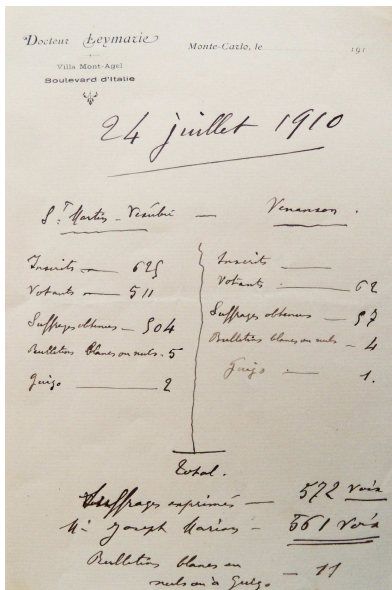 Docteur Leymarie
Monte-Carlo, le 191
Villa Mont-Agel
Boulevard d'Italie
24 juillet 1910
St Martin - Vésubie — Venanson.
Inscrits — 625
Votants — 511
Suffrages obtenus — 504
Bulletins blancs ou nuls - 5
Guigo — 2
Inscrits —
Votants — 62
Suffrages obtenus — 57
Bulletins blancs ou nuls - 4
Guigo — 1.
Total.
Suffrages exprimés — 572 voix
Mr Joseph — 561 Voix
Bulletins blancs ou
nuls ou à Guigo — 11